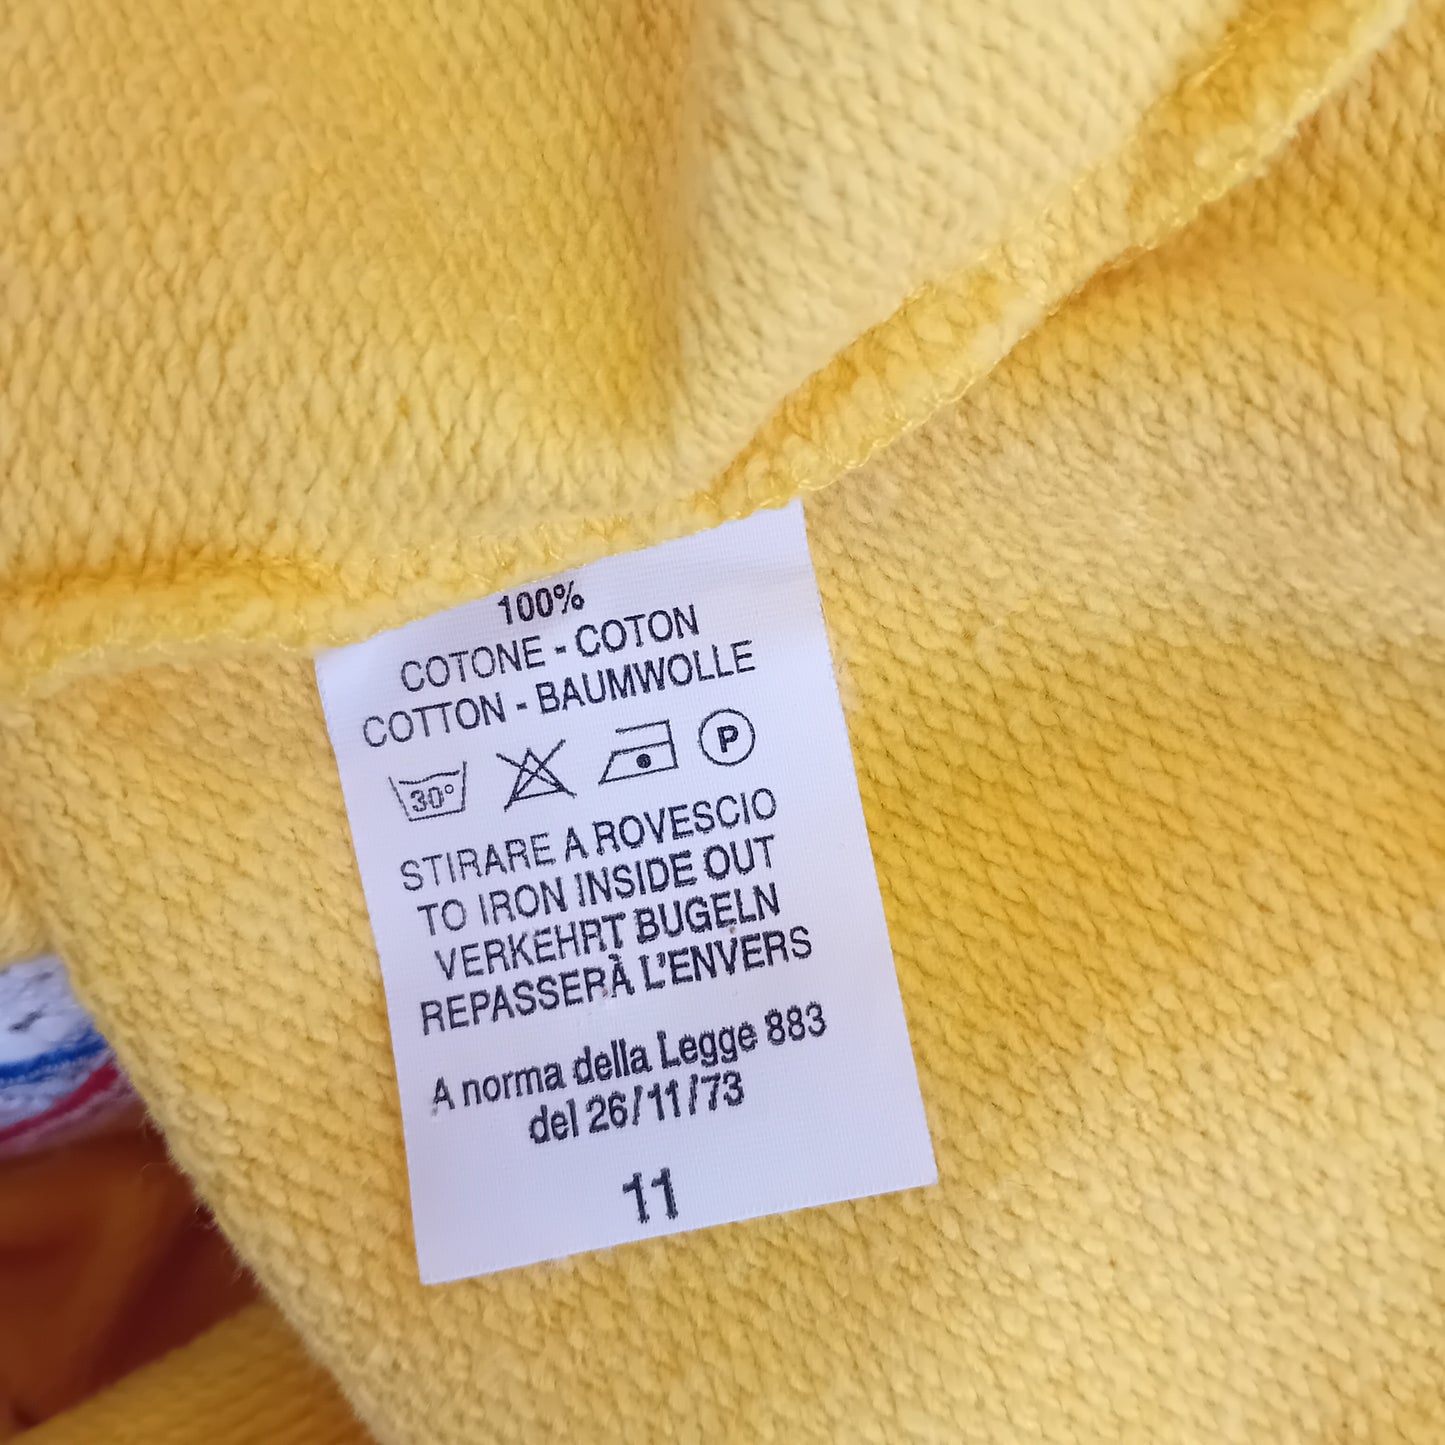 100%
COTONE - COTON
COTTON - BAUMWOLLE
30° P
STIRARE A ROVESCIO
TO IRON INSIDE OUT
VERKEHRT BUGELN
REPASSERÀ L'ENVERS
A norma della Legge 883
del 26/11/73
11